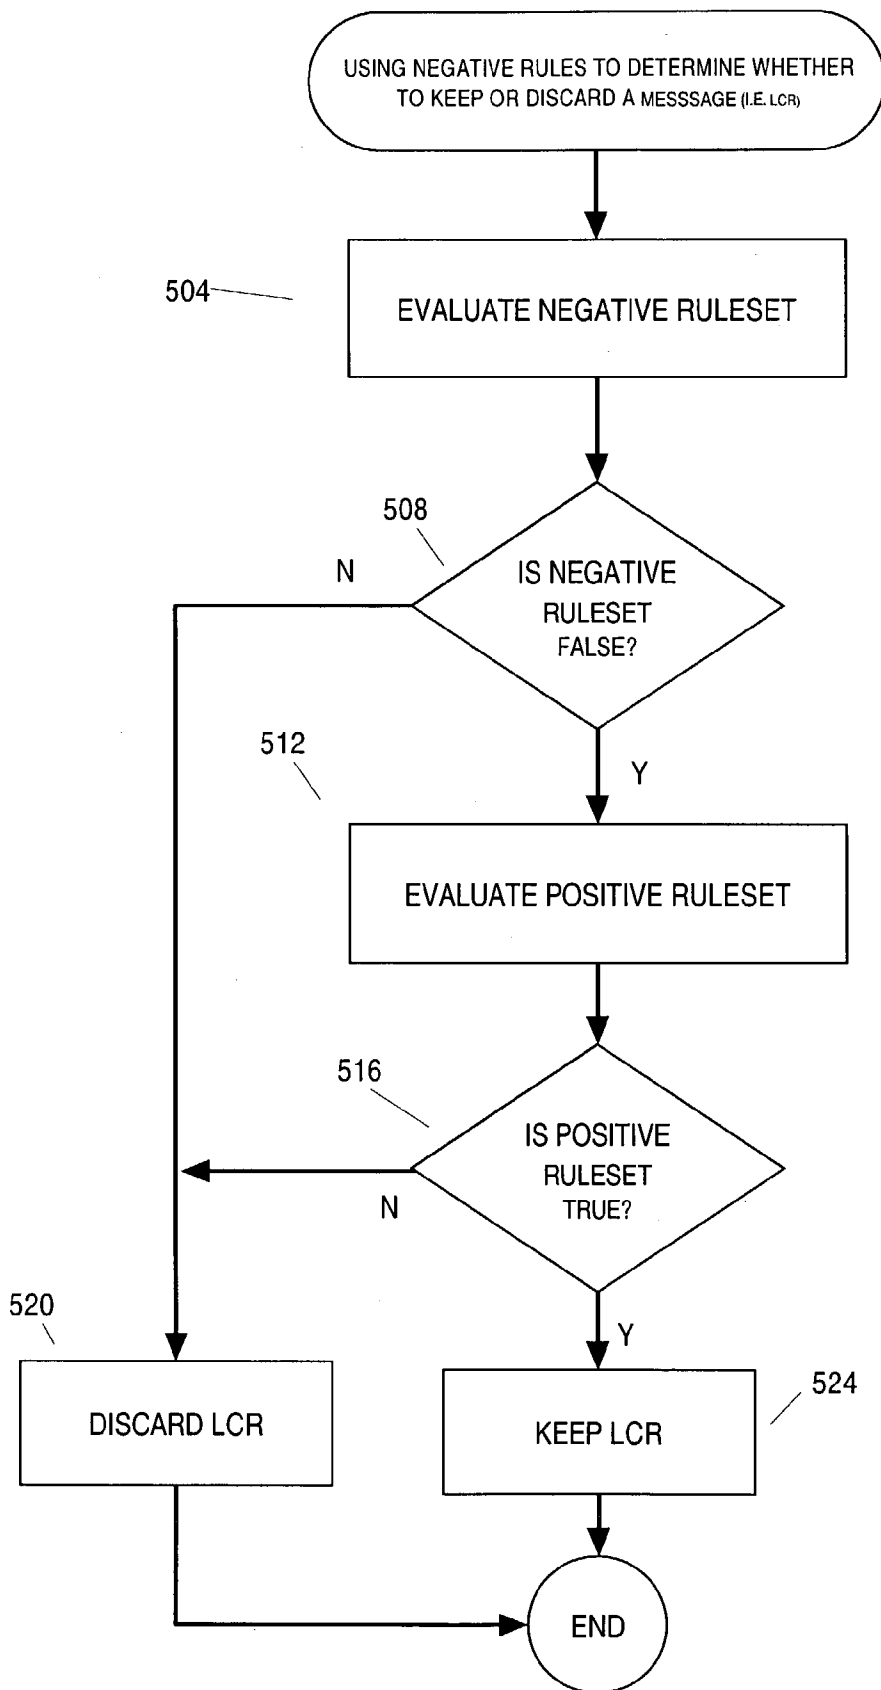 USING NEGATIVE RULES TO DETERMINE WHETHER
TO KEEP OR DISCARD A MESSSAGE (I.E. LCR)
504
EVALUATE NEGATIVE RULESET
508
N
IS NEGATIVE
RULESET
FALSE?
512
Y
EVALUATE POSITIVE RULESET
516
IS POSITIVE
RULESET
TRUE?
N
520
Y
524
DISCARD LCR
KEEP LCR
END